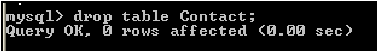 mysql> drop table Contact;
Query OK, 0 rows affected (0.00 sec)